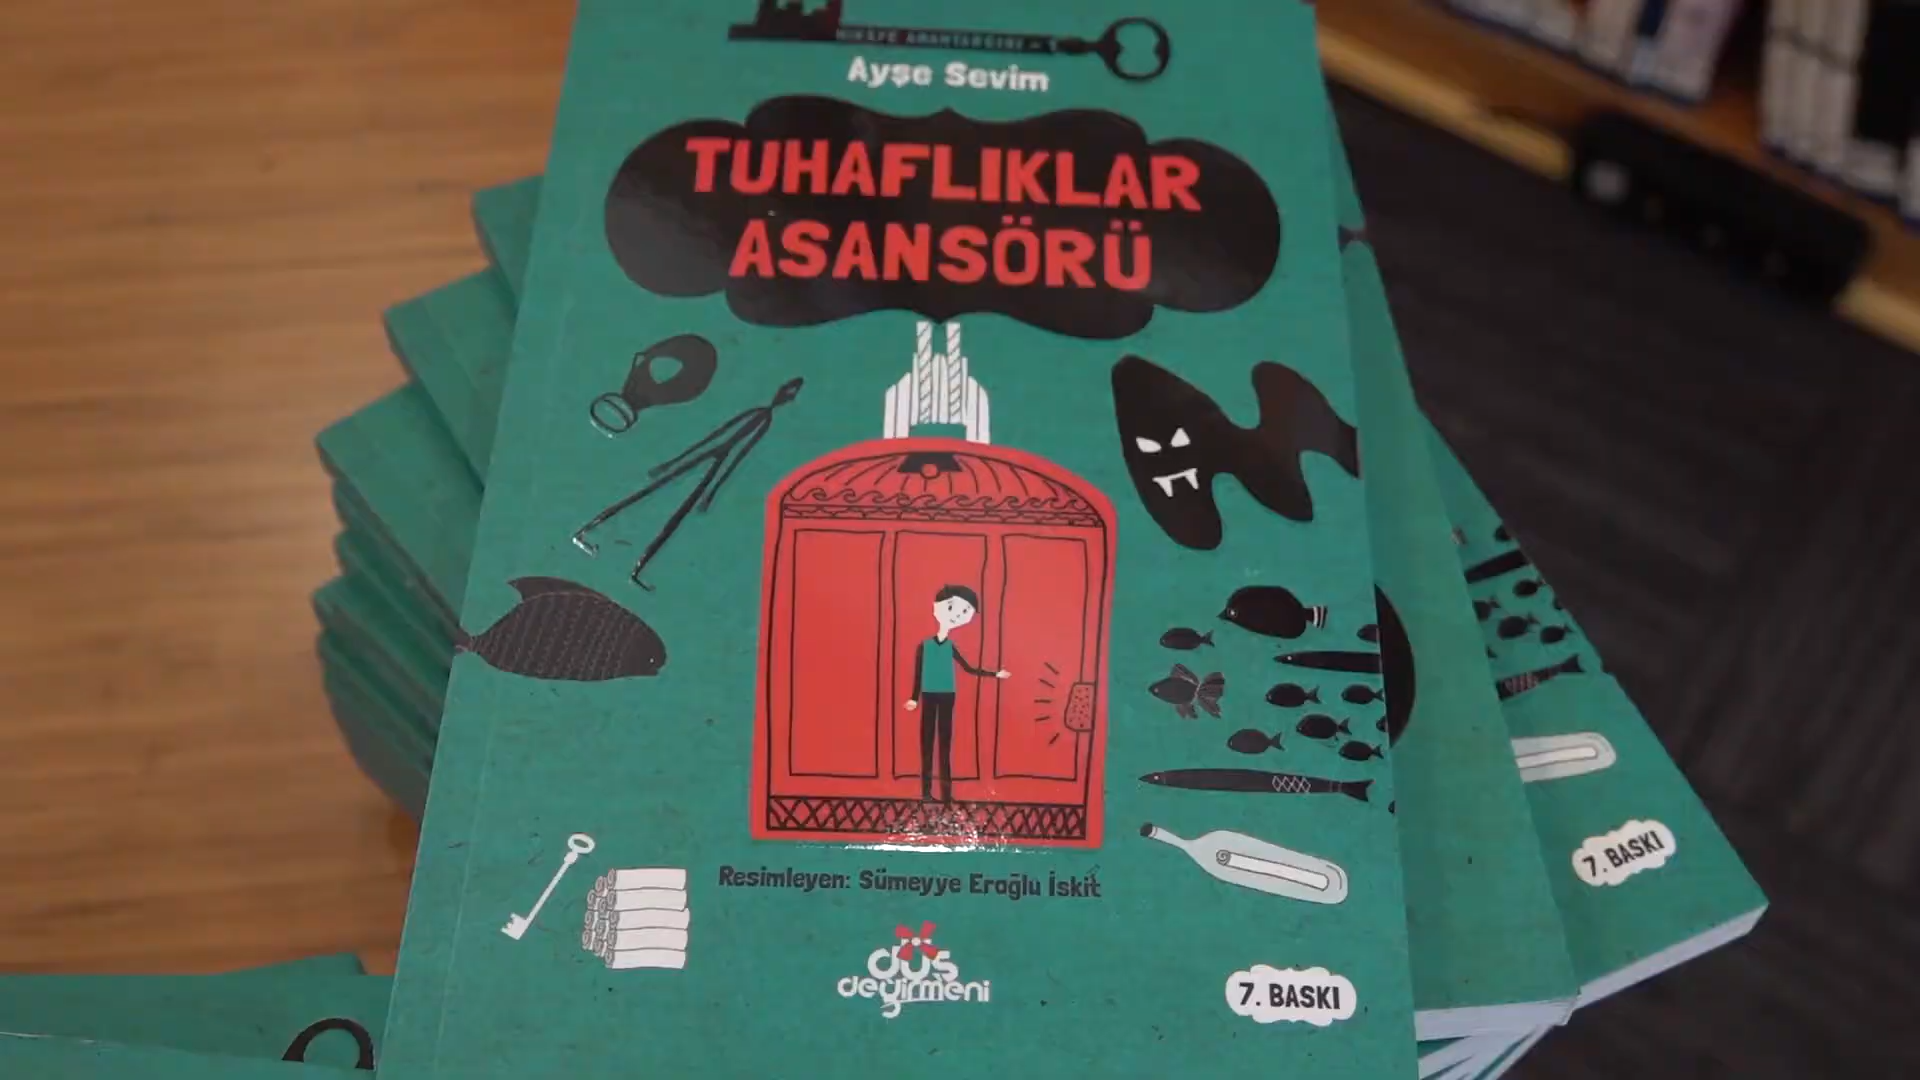 Ayşe Sevim
TUHAFLIKLAR
ASANSÖRÜ
Resimleyen: Sümeyye Eroğlu İskit
düş
değirmeni
7. BASKI
7. BASKI